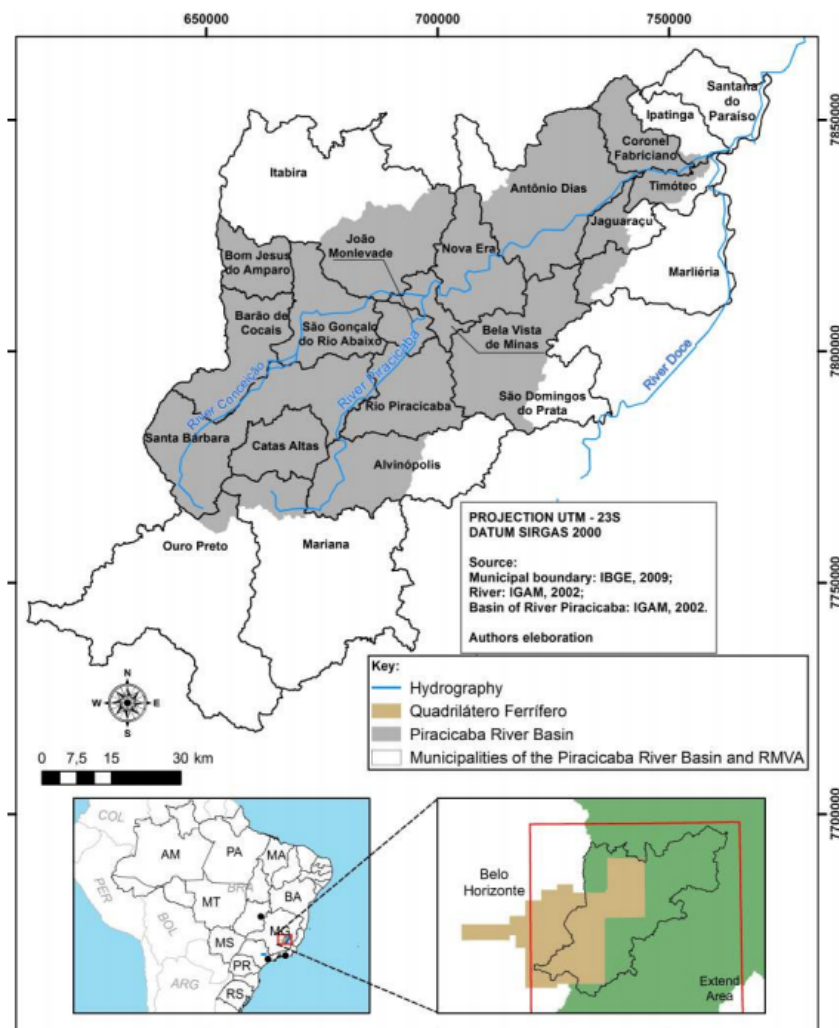 650000
700000
750000
7850000
7800000
7750000
7700000
Santana
do
Paraíso
Ipatinga
Coronel
Fabriciano
Itabira
Antônio Dias
Timóteo
João
Monlevade
Nova Era
Jaguaraçu
Bom Jesus
do Amparo
Marliéria
Barão de
Cocais
São Gonçalo
do Rio Abaixo
Bela Vista
de Minas
River Conceição
River Piracicaba
River Doce
Rio Piracicaba
São Domingos
do Prata
Santa Bárbara
Catas Altas
Alvinópolis
Ouro Preto
Mariana
PROJECTION UTM - 23S
DATUM SIRGAS 2000
Source:
Municipal boundary: IBGE, 2009;
River: IGAM, 2002;
Basin of River Piracicaba: IGAM, 2002.
Authors eleboration
Key:
Hydrography
Quadrilátero Ferrífero
Piracicaba River Basin
Municipalities of the Piracicaba River Basin and RMVA
N
W
E
S
0 7,5 15 30 km
COL
AM
PA
MA
PER
BRA
MT
BA
BOL
MG
MS
PR
ARG
RS
Belo
Horizonte
Extend
Area